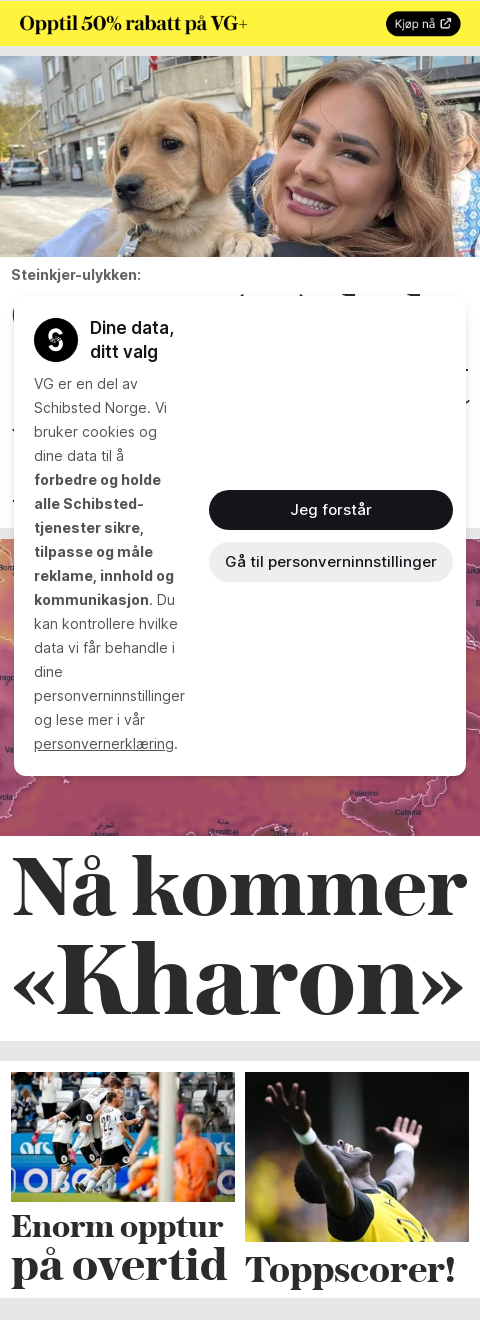 Opptil 50% rabatt på VG+
Kjøp nå
Steinkjer-ulykken:
Dine data,
ditt valg
VG er en del av
Schibsted Norge. Vi
bruker cookies og
dine data til å
forbedre og holde
alle Schibsted-
tjenester sikre,
tilpasse og måle
reklame, innhold og
kommunikasjon. Du
kan kontrollere hvilke
data vi får behandle i
dine
personverninnstillinger
og lese mer i vår
personvernerklæring.
Jeg forstår
Gå til personverninnstillinger
Palermo
Catania
Nå kommer
«Kharon»
Enorm opptur
på overtid
Toppscorer!